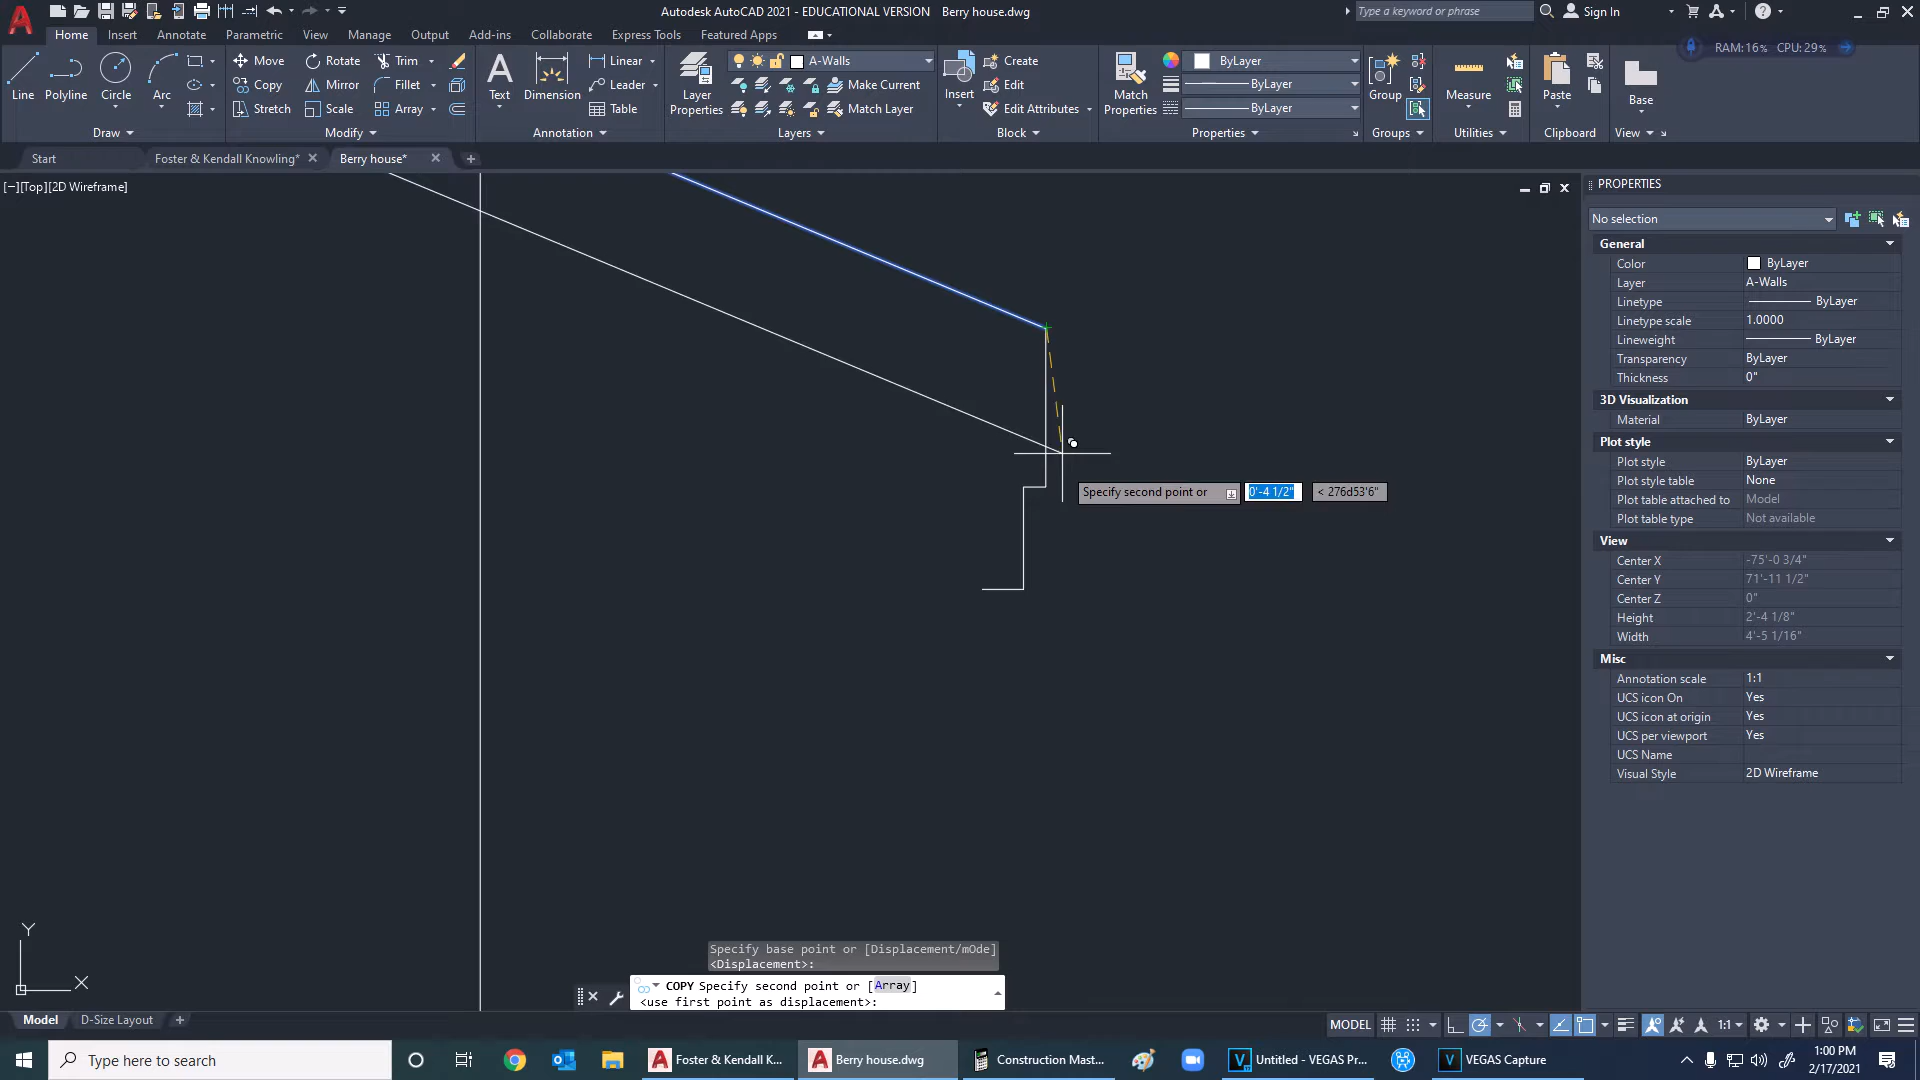 Autodesk AutoCAD 2021 - EDUCATIONAL VERSION Berry house.dwg
Type a keyword or phrase
Sign In
Home Insert Annotate Parametric View Manage Output Add-ins Collaborate Express Tools Featured Apps
RAM:16% CPU:29%
Line Polyline Circle Arc
Move Rotate Trim
Copy Mirror Fillet
Stretch Scale Array
Text Dimension
Linear
Leader
Table
Layer Properties
A-Walls
Make Current
Match Layer
Insert
Create
Edit
Edit Attributes
Match Properties
ByLayer
ByLayer
ByLayer
Group
Measure
Paste
Base
Draw Modify Annotation Layers Block Properties Groups Utilities Clipboard View
Start Foster & Kendall Knowling* Berry house*
[−][Top][2D Wireframe]
PROPERTIES
No selection
General
Color ByLayer
Layer A-Walls
Linetype ByLayer
Linetype scale 1.0000
Lineweight ByLayer
Transparency ByLayer
Thickness 0"
3D Visualization
Material ByLayer
Plot style
Plot style ByLayer
Plot style table None
Plot table attached to Model
Plot table type Not available
View
Center X -75'-0 3/4"
Center Y 71'-11 1/2"
Center Z 0"
Height 2'-4 1/8"
Width 4'-5 1/16"
Misc
Annotation scale 1:1
UCS icon On Yes
UCS icon at origin Yes
UCS per viewport Yes
UCS Name
Visual Style 2D Wireframe
Specify second point or 0'-4 1/2" < 276d53'6"
Y
X
Specify base point or [Displacement/mOde]
<Displacement>:
COPY Specify second point or [Array]
<use first point as displacement>:
Model D-Size Layout
MODEL 1:1
Type here to search
Foster & Kendall K...
Berry house.dwg
Construction Mast...
Untitled - VEGAS Pr...
VEGAS Capture
1:00 PM
2/17/2021